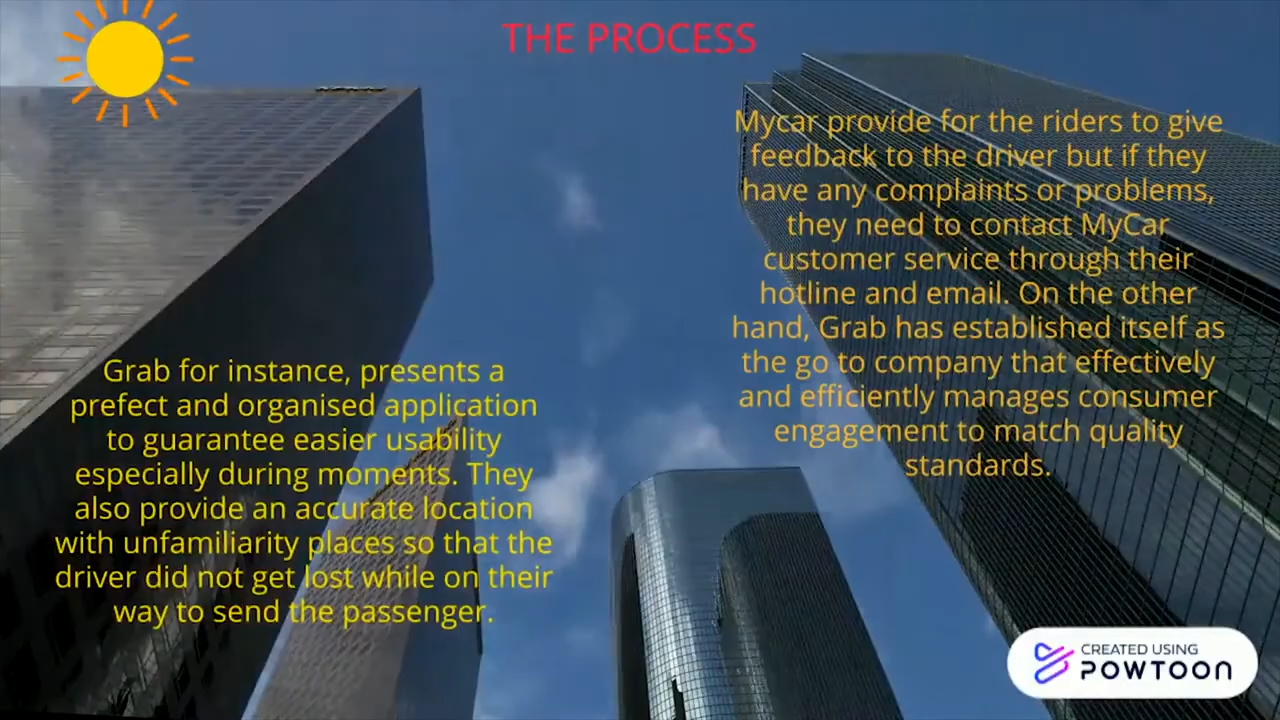 THE PROCESS
Mycar provide for the riders to give
feedback to the driver but if they
have any complaints or problems,
they need to contact MyCar
customer service through their
hotline and email. On the other
hand, Grab has established itself as
the go to company that effectively
and efficiently manages consumer
engagement to match quality
standards.
Grab for instance, presents a
prefect and organised application
to guarantee easier usability
especially during moments. They
also provide an accurate location
with unfamiliarity places so that the
driver did not get lost while on their
way to send the passenger.
CREATED USING
POWTOON